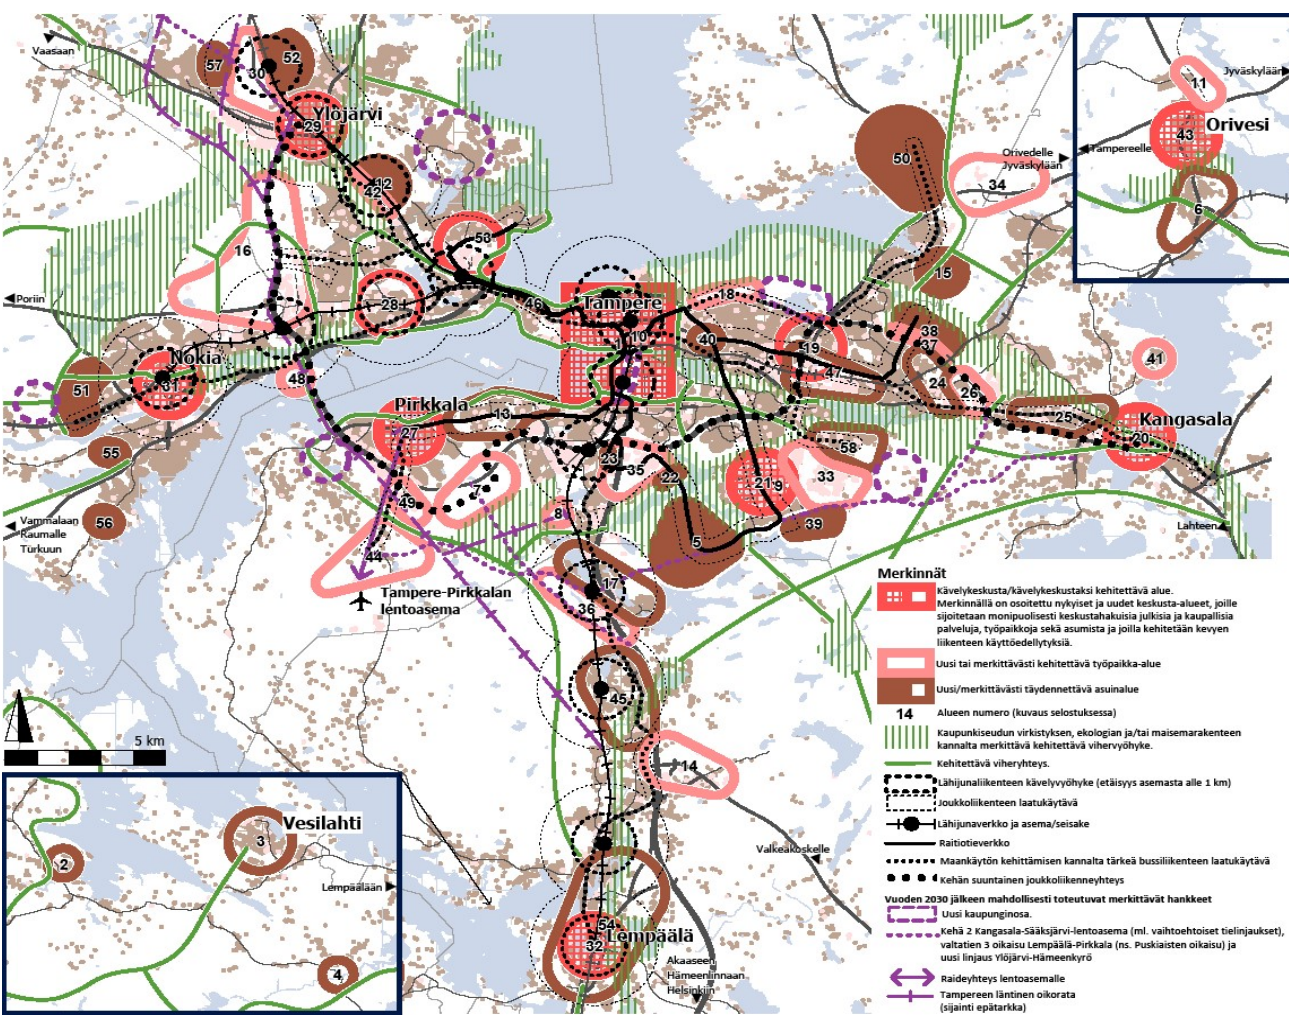 Vaasaan
57
30
52
Ylöjärvi
29
42
12
50
Orivedelle
Jyväskylään
34
11
Jyväskylään
Orivesi
43
Tampereelle
6
16
53
15
Poriin
28
46
Tampere
18
10
1
40
19
38
37
41
Nokia
31
51
48
47
24
26
Pirkkala
27
13
25
Kangasala
20
55
23
35
58
22
21
9
33
7
49
8
56
Vammalaan
Raumalle
Turkuun
39
5
Lahteen
44
Tampere-Pirkkalan
lentoasema
17
36
45
14
5 km
Valkeakoskelle
Vesilahti
3
2
Lempäälään
4
54
Lempäälä
32
Akaaseen
Hämeenlinnaan
Helsinkiin
Merkinnät
Kävelykeskusta/kävelykeskustaksi kehitettävä alue.
Merkinnällä on osoitettu nykyiset ja uudet keskusta-alueet, joille
sijoitetaan monipuolisesti keskustahakuisia julkisia ja kaupallisia
palveluja, työpaikkoja sekä asumista ja joilla kehitetään kevyen
liikenteen käyttöedellytyksiä.
Uusi tai merkittävästi kehitettävä työpaikka-alue
Uusi/merkittävästi täydennettävä asuinalue
14 Alueen numero (kuvaus selostuksessa)
Kaupunkiseudun virkistyksen, ekologian ja/tai maisemarakenteen
kannalta merkittävä kehitettävä vihervyöhyke.
Kehitettävä viheryhteys.
Lähijunaliikenteen kävelyvyöhyke (etäisyys asemasta alle 1 km)
Joukkoliikenteen laatukäytävä
Lähijunaverkko ja asema/seisake
Raitiotieverkko
Maankäytön kehittämisen kannalta tärkeä bussiliikenteen laatukäytävä
Kehän suuntainen joukkoliikenneyhteys
Vuoden 2030 jälkeen mahdollisesti toteutuvat merkittävät hankkeet
Uusi kaupunginosa.
Kehä 2 Kangasala-Sääksjärvi-lentoasema (ml. vaihtoehtoiset tielinjaukset),
valtatien 3 oikaisu Lempäälä-Pirkkala (ns. Puskiaisten oikaisu) ja
uusi linjaus Ylöjärvi-Hämeenkyrö
Raideyhteys lentoasemalle
Tampereen läntinen oikorata
(sijainti epätarkka)